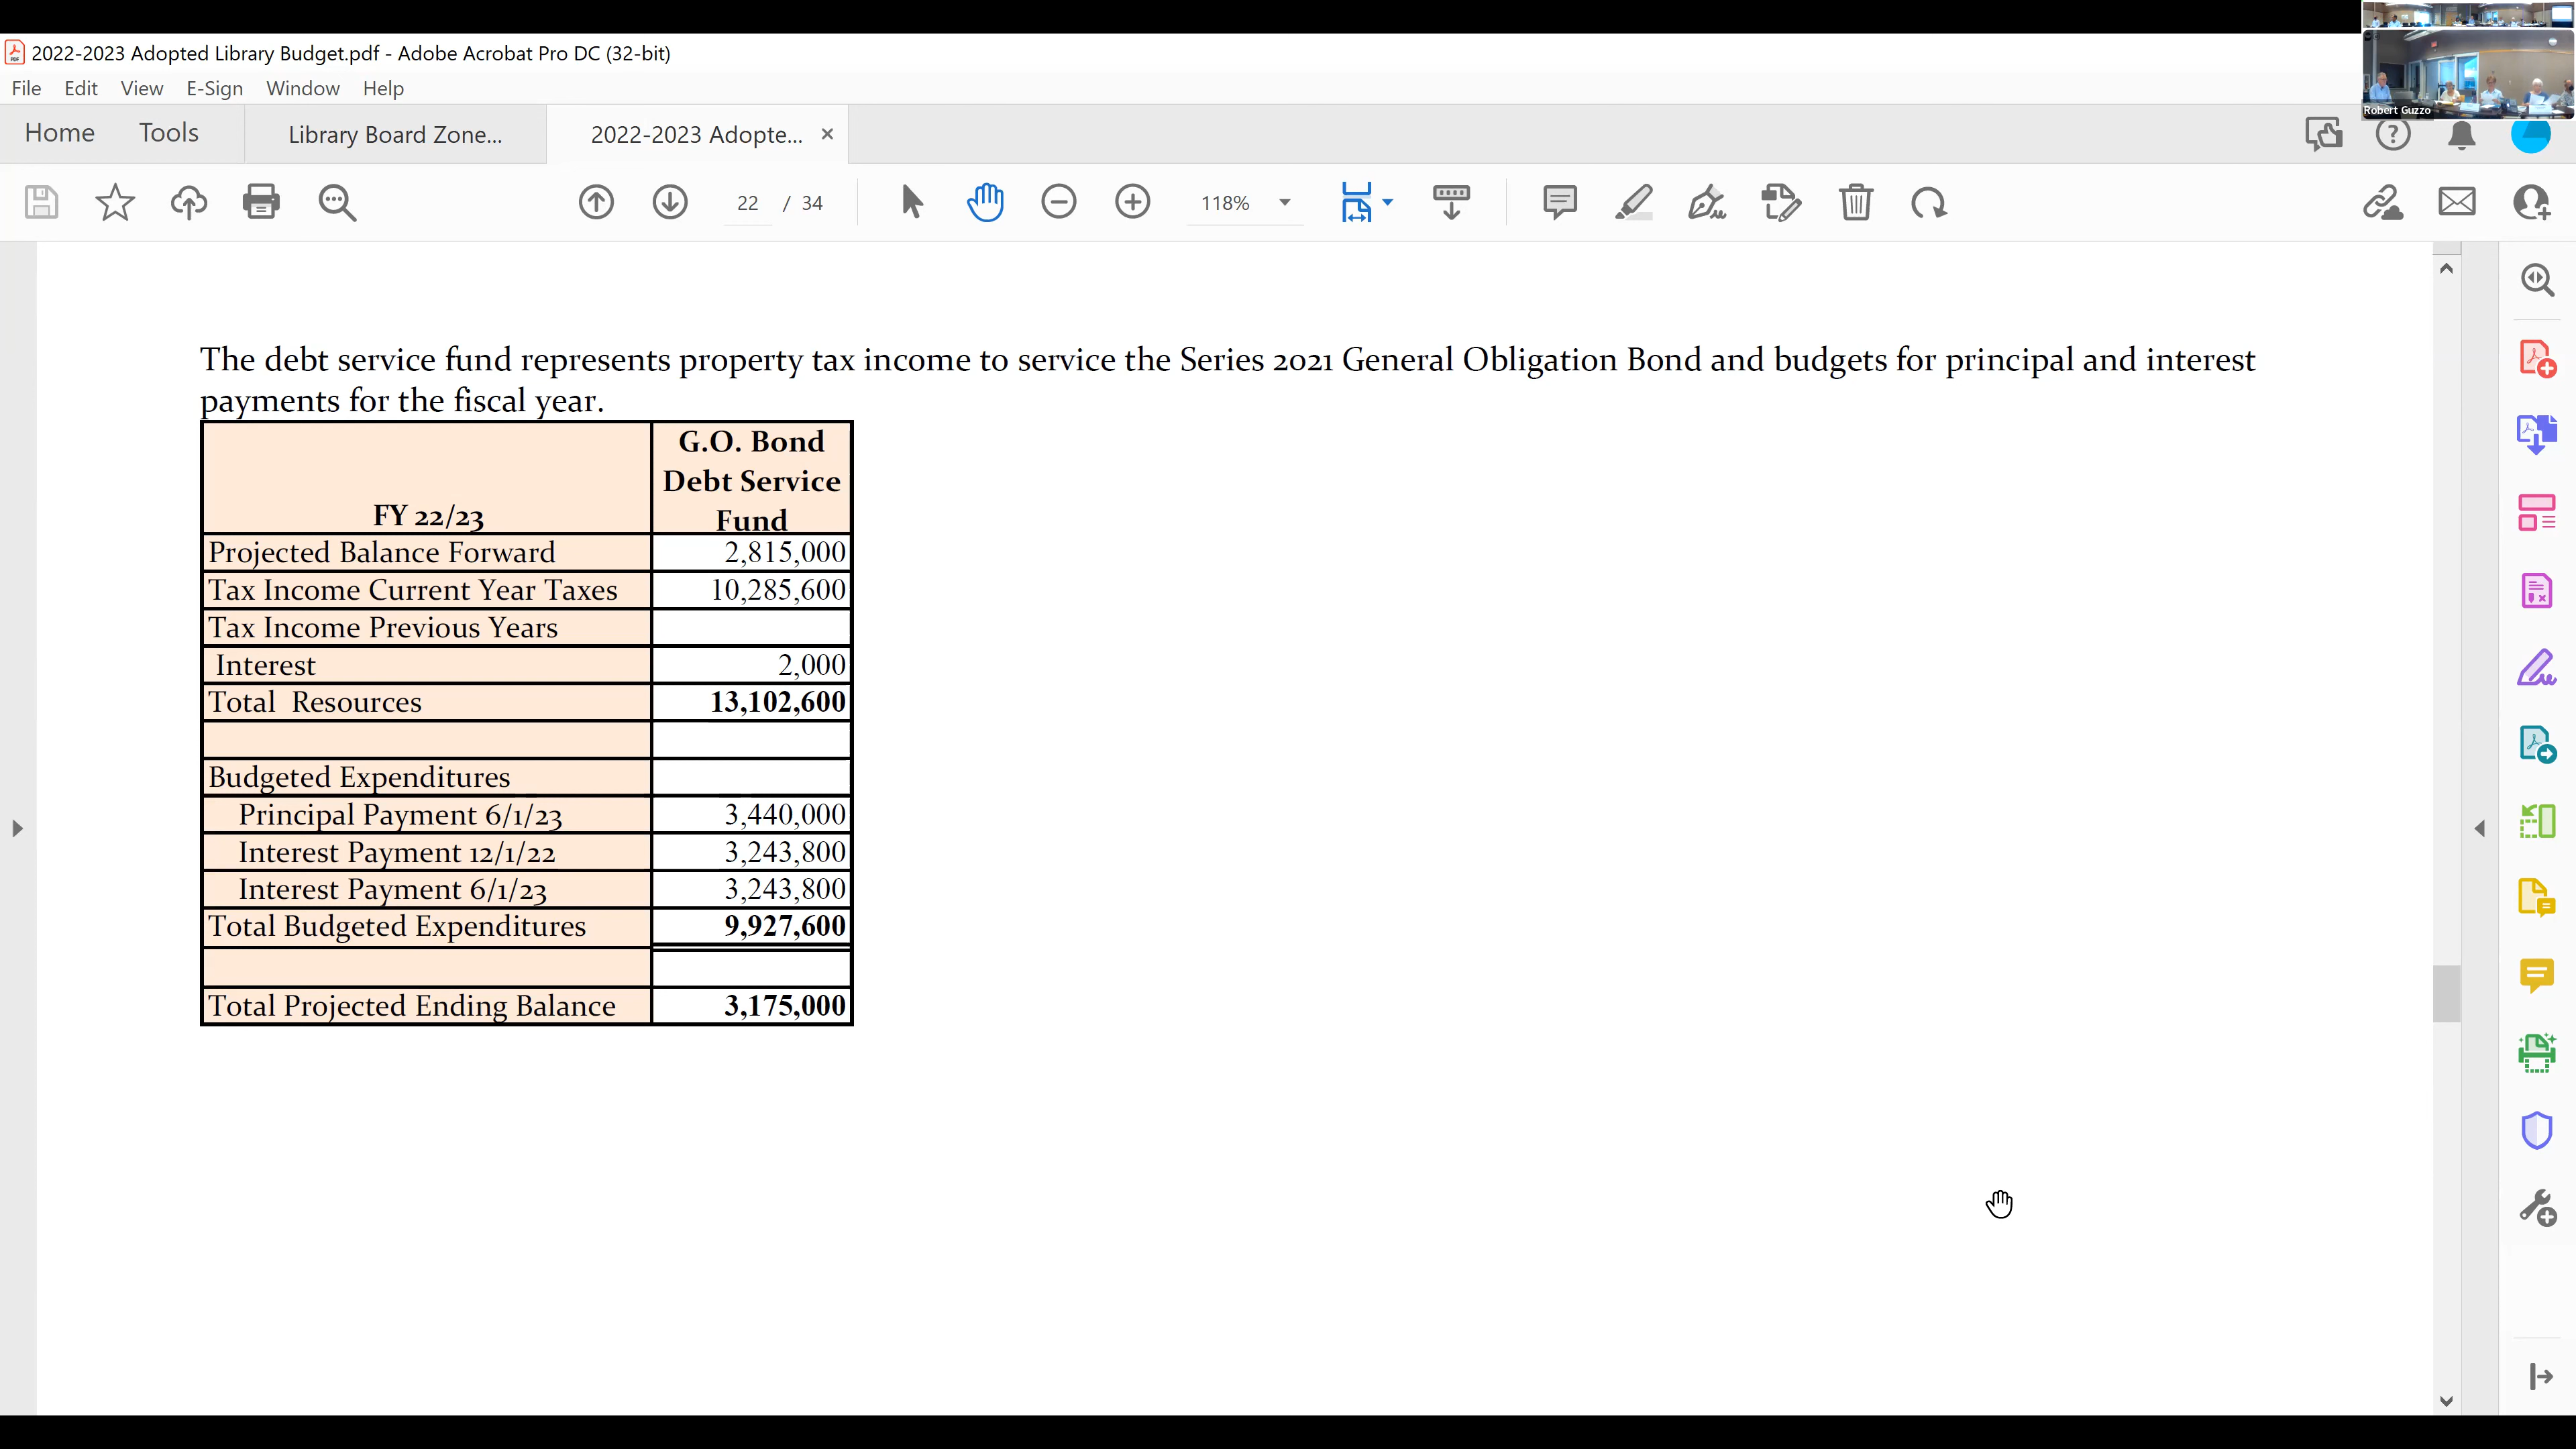 2022-2023 Adopted Library Budget.pdf - Adobe Acrobat Pro DC (32-bit)
File Edit View E-Sign Window Help
Robert Guzzo
Home Tools Library Board Zone... 2022-2023 Adopte... ×
22 / 34 118%
The debt service fund represents property tax income to service the Series 2021 General Obligation Bond and budgets for principal and interest
payments for the fiscal year.
G.O. Bond
Debt Service
FY 22/23 Fund
Projected Balance Forward 2,815,000
Tax Income Current Year Taxes 10,285,600
Tax Income Previous Years
Interest 2,000
Total Resources 13,102,600
Budgeted Expenditures
Principal Payment 6/1/23 3,440,000
Interest Payment 12/1/22 3,243,800
Interest Payment 6/1/23 3,243,800
Total Budgeted Expenditures 9,927,600
Total Projected Ending Balance 3,175,000